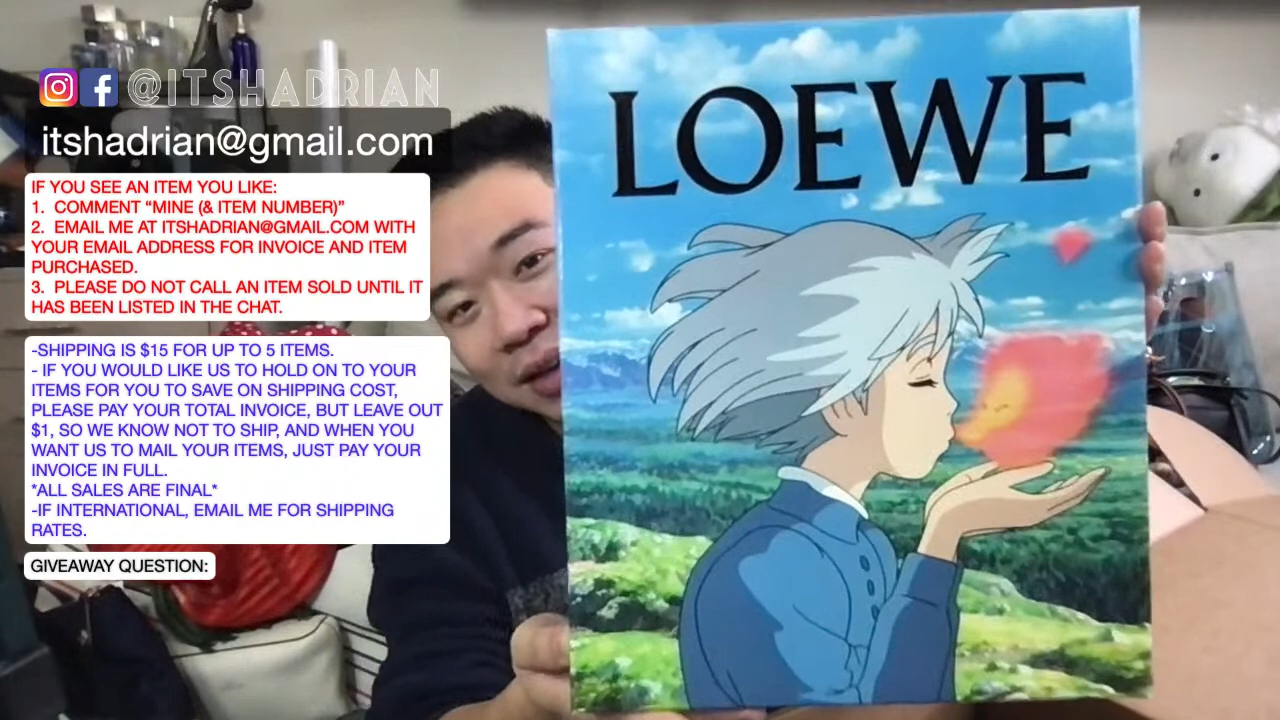 @ITSHADRIAN
itshadrian@gmail.com
IF YOU SEE AN ITEM YOU LIKE:
1. COMMENT “MINE (& ITEM NUMBER)”
2. EMAIL ME AT ITSHADRIAN@GMAIL.COM WITH
YOUR EMAIL ADDRESS FOR INVOICE AND ITEM
PURCHASED.
3. PLEASE DO NOT CALL AN ITEM SOLD UNTIL IT
HAS BEEN LISTED IN THE CHAT.
-SHIPPING IS $15 FOR UP TO 5 ITEMS.
- IF YOU WOULD LIKE US TO HOLD ON TO YOUR
ITEMS FOR YOU TO SAVE ON SHIPPING COST,
PLEASE PAY YOUR TOTAL INVOICE, BUT LEAVE OUT
$1, SO WE KNOW NOT TO SHIP, AND WHEN YOU
WANT US TO MAIL YOUR ITEMS, JUST PAY YOUR
INVOICE IN FULL.
*ALL SALES ARE FINAL*
-IF INTERNATIONAL, EMAIL ME FOR SHIPPING
RATES.
GIVEAWAY QUESTION:
LOEWE